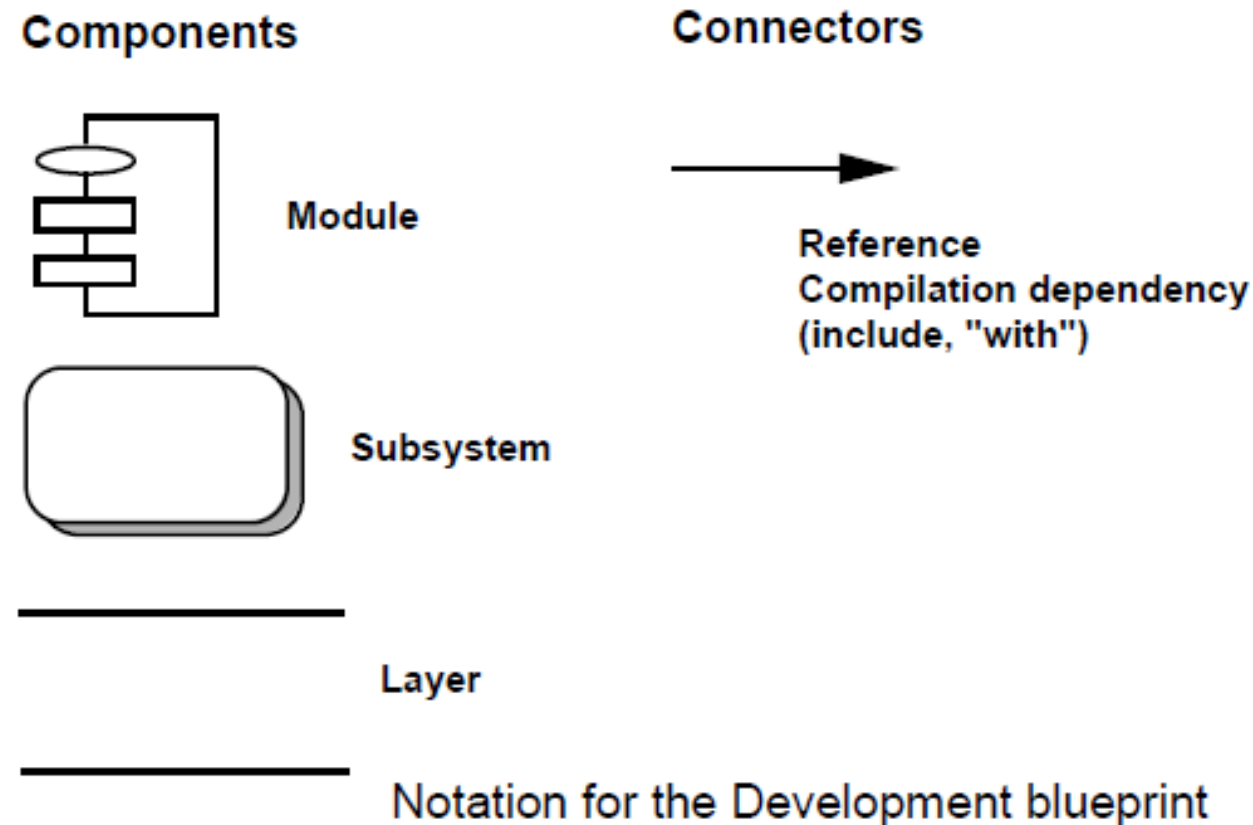 Components
Connectors
Module
Reference
Compilation dependency
(include, "with")
Subsystem
Layer
Notation for the Development blueprint